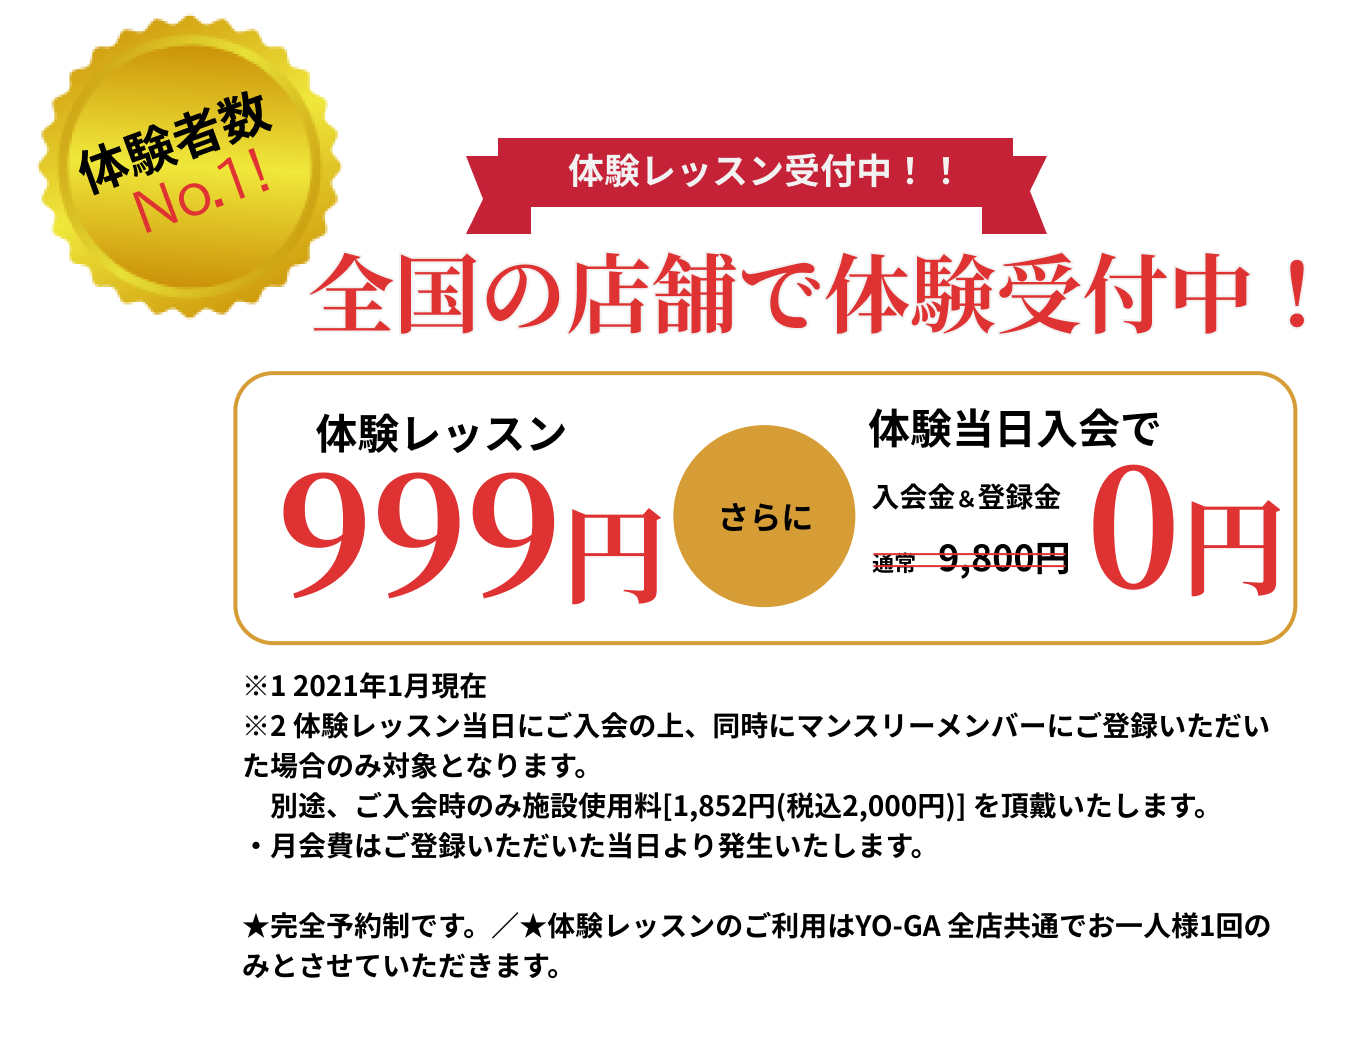 体験者数
No.1!
体験レッスン受付中！！
全国の店舗で体験受付中！
体験レッスン
999円
さらに
体験当日入会で
入会金&登録金
通常 9,800円
0円
※1 2021年1月現在
※2 体験レッスン当日にご入会の上、同時にマンスリーメンバーにご登録いただい
た場合のみ対象となります。
　別途、ご入会時のみ施設使用料[1,852円(税込2,000円)] を頂戴いたします。
・月会費はご登録いただいた当日より発生いたします。
★完全予約制です。／★体験レッスンのご利用はYO-GA 全店共通でお一人様1回の
みとさせていただきます。